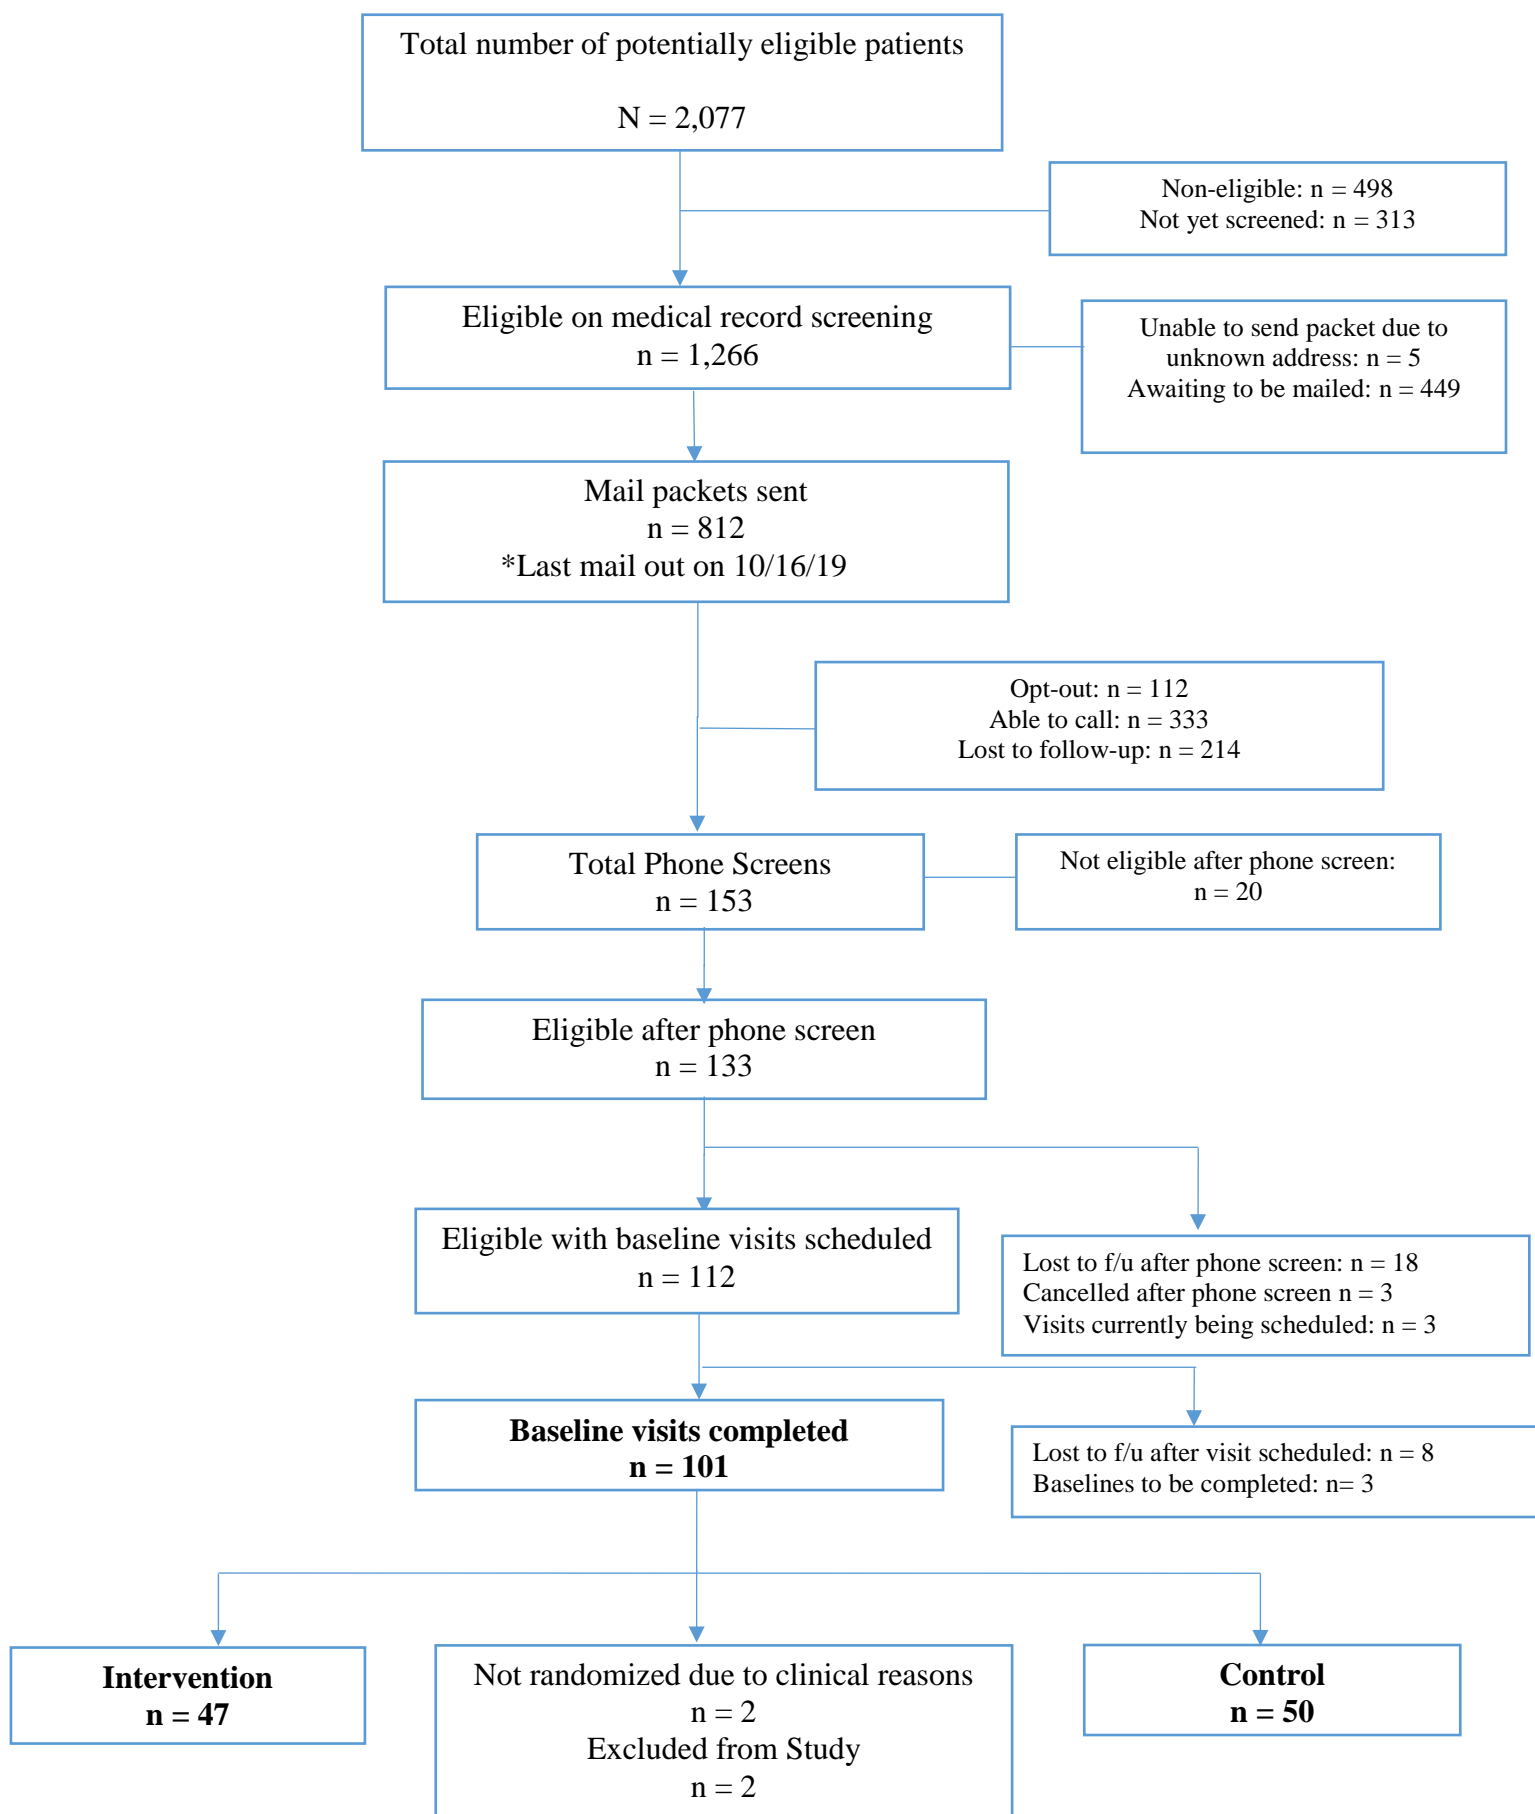 Total number of potentially eligible patients
N = 2,077
Non-eligible: n = 498
Not yet screened: n = 313
Eligible on medical record screening
n = 1,266
Unable to send packet due to
unknown address: n = 5
Awaiting to be mailed: n = 449
Mail packets sent
n = 812
*Last mail out on 10/16/19
Opt-out: n = 112
Able to call: n = 333
Lost to follow-up: n = 214
Total Phone Screens
n = 153
Not eligible after phone screen:
n = 20
Eligible after phone screen
n = 133
Eligible with baseline visits scheduled
n = 112
Lost to f/u after phone screen: n = 18
Cancelled after phone screen n = 3
Visits currently being scheduled: n = 3
Baseline visits completed
n = 101
Lost to f/u after visit scheduled: n = 8
Baselines to be completed: n= 3
Intervention
n = 47
Not randomized due to clinical reasons
n = 2
Excluded from Study
n = 2
Control
n = 50